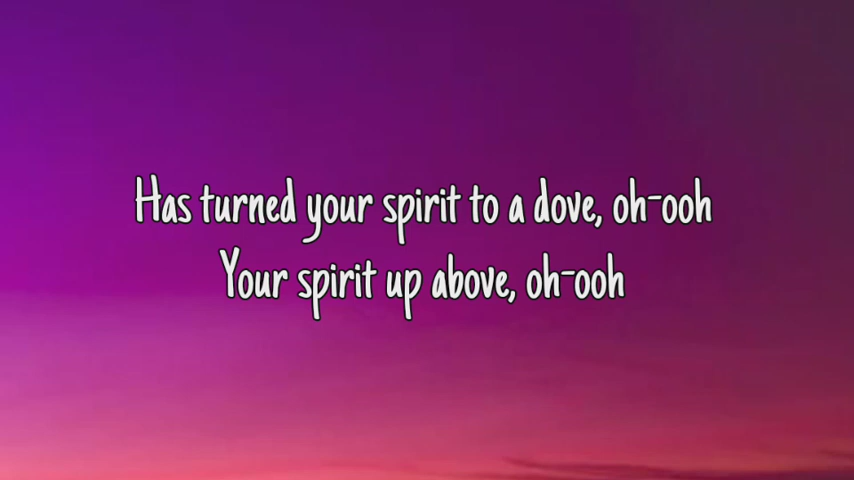 Has turned your spirit to a dove, oh-ooh
Your spirit up above, oh-ooh